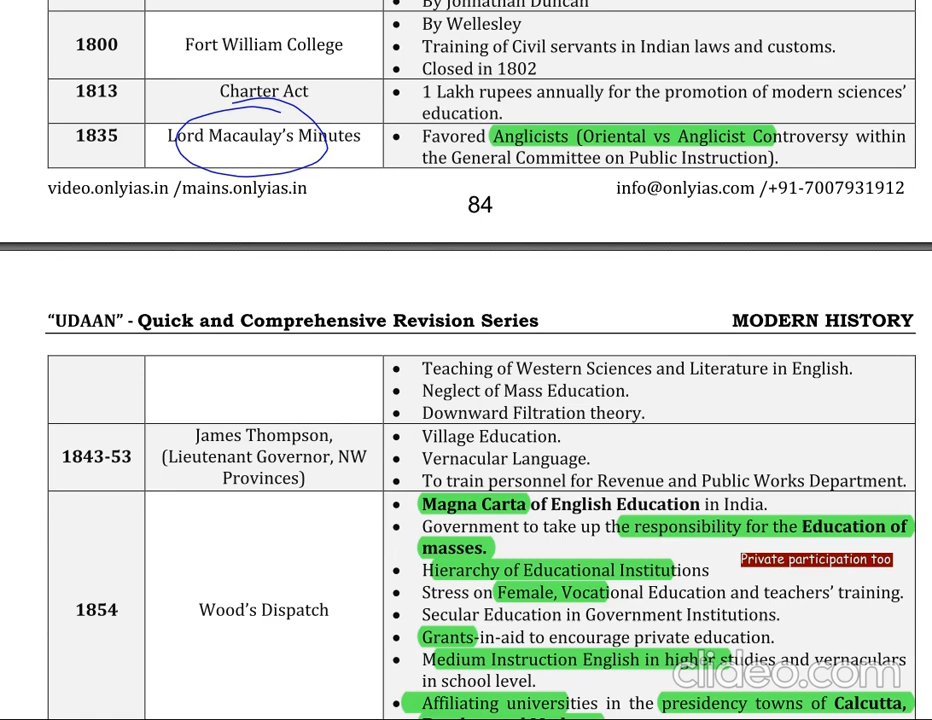 By Johnathan Duncan
1800
Fort William College
• By Wellesley
• Training of Civil servants in Indian laws and customs.
• Closed in 1802
1813
Charter Act
• 1 Lakh rupees annually for the promotion of modern sciences'
education.
1835
Lord Macaulay's Minutes
• Favored Anglicists (Oriental vs Anglicist Controversy within
the General Committee on Public Instruction).
video.onlyias.in /mains.onlyias.in
info@onlyias.com /+91-7007931912
84
"UDAAN" - Quick and Comprehensive Revision Series
MODERN HISTORY
• Teaching of Western Sciences and Literature in English.
• Neglect of Mass Education.
• Downward Filtration theory.
1843-53
James Thompson,
(Lieutenant Governor, NW
Provinces)
• Village Education.
• Vernacular Language.
• To train personnel for Revenue and Public Works Department.
1854
Wood's Dispatch
• Magna Carta of English Education in India.
• Government to take up the responsibility for the Education of
masses.
Private participation too
• Hierarchy of Educational Institutions
• Stress on Female, Vocational Education and teachers' training.
• Secular Education in Government Institutions.
• Grants-in-aid to encourage private education.
• Medium Instruction English in higher studies and vernaculars
in school level.
• Affiliating universities in the presidency towns of Calcutta,
clideo.com